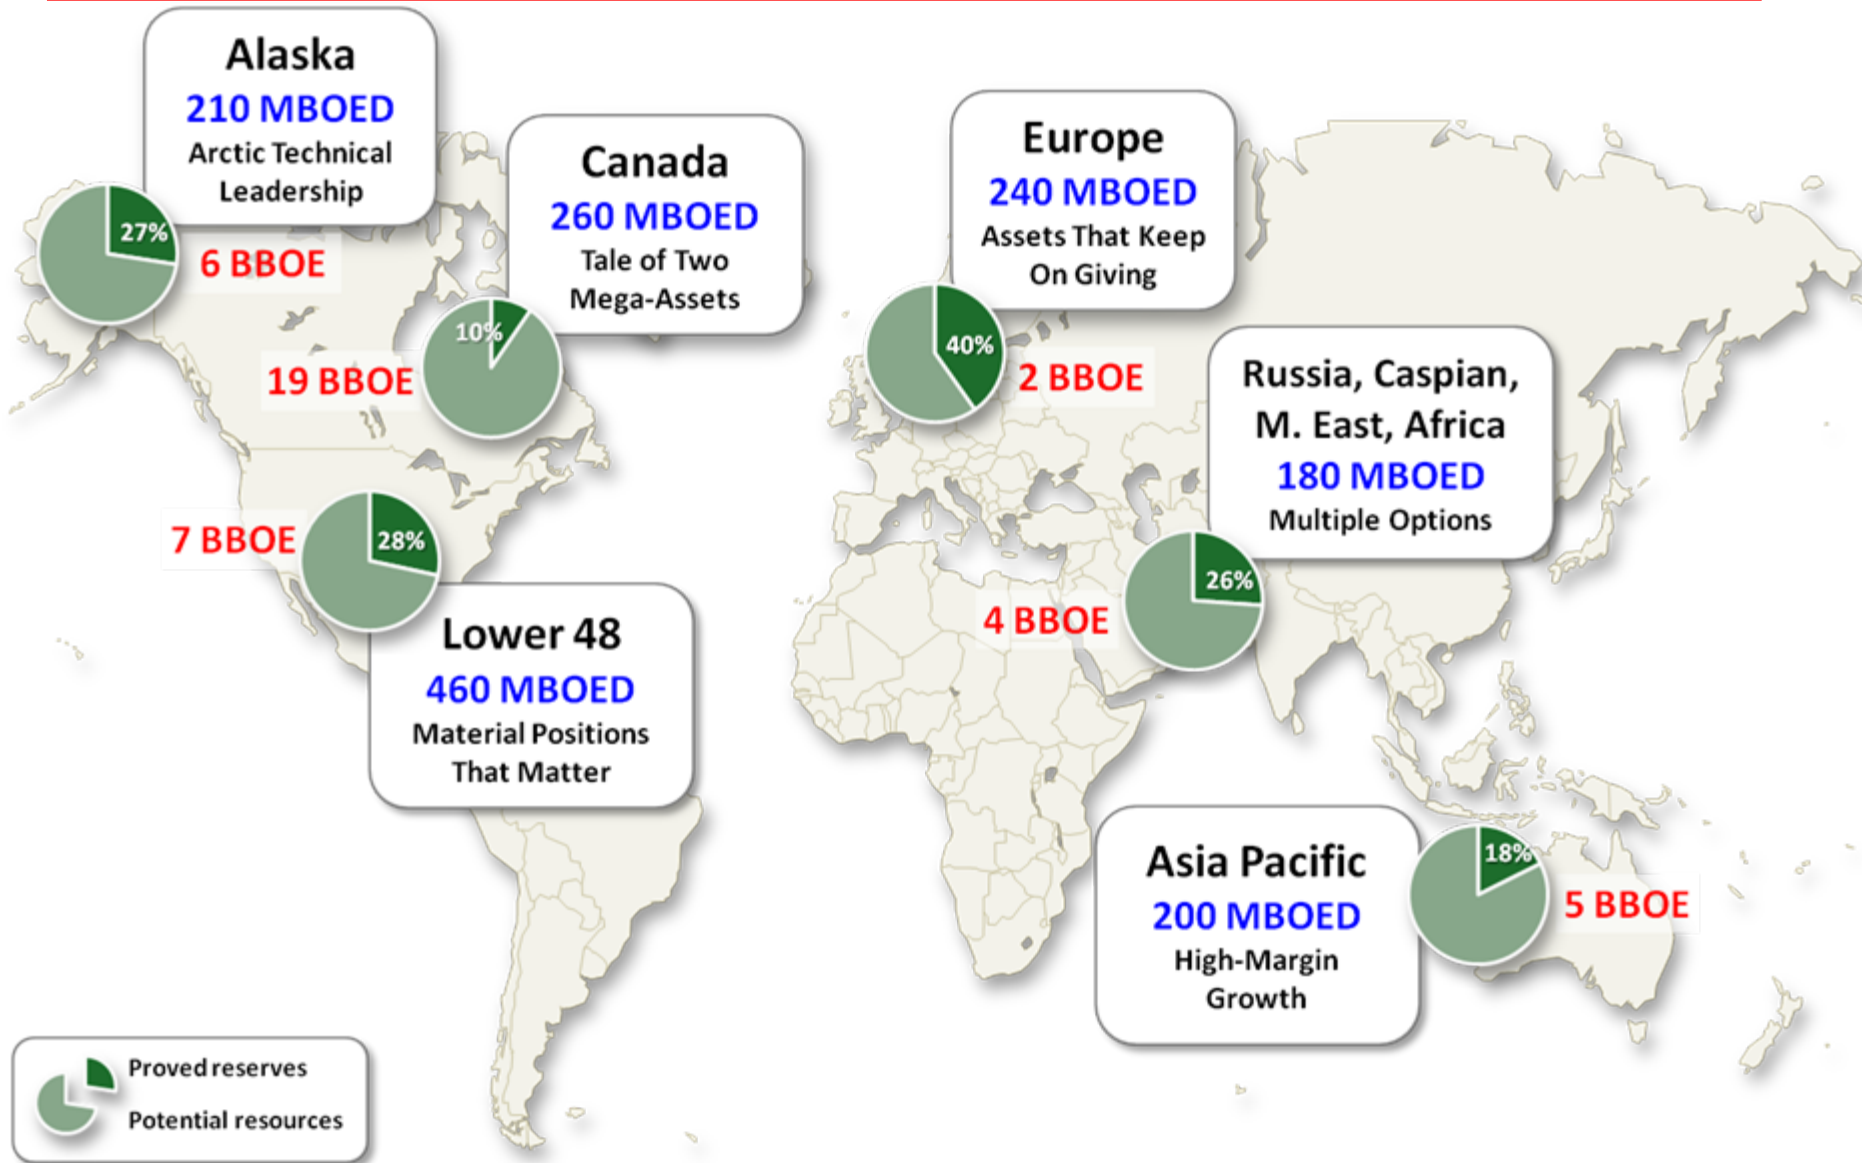 Alaska
210 MBOED
Arctic Technical
Leadership
27%
6 BBOE
Canada
260 MBOED
Tale of Two
Mega-Assets
10%
19 BBOE
Europe
240 MBOED
Assets That Keep
On Giving
40%
2 BBOE
Russia, Caspian,
M. East, Africa
180 MBOED
Multiple Options
26%
4 BBOE
7 BBOE
28%
Lower 48
460 MBOED
Material Positions
That Matter
Asia Pacific
200 MBOED
High-Margin
Growth
18%
5 BBOE
Proved reserves
Potential resources